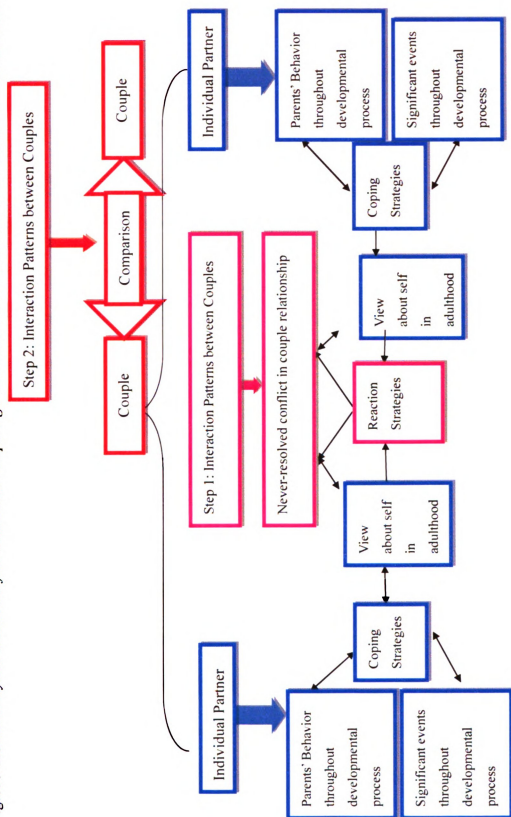 Step 2: Interaction Patterns between Couples
Couple
Comparison
Couple
Individual Partner
Individual Partner
Step 1: Interaction Patterns between Couples
Never-resolved conflict in couple relationship
Parents' Behavior
throughout
developmental
process
Significant events
throughout
developmental
process
Coping
Strategies
View
about self
in
adulthood
Reaction
Strategies
View
about self
in
adulthood
Coping
Strategies
Parents' Behavior
throughout
developmental
process
Significant events
throughout
developmental
process